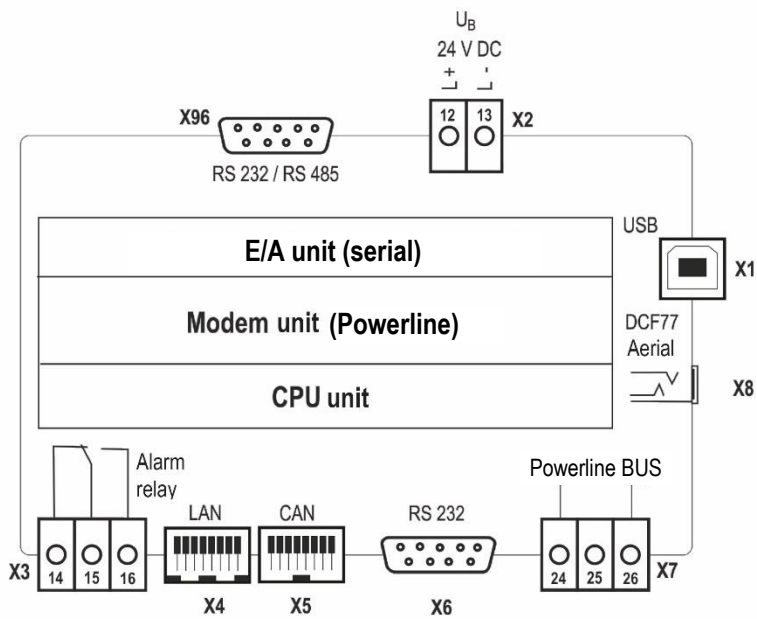 U_B
24 V DC
L+ L-
X96
12 13
X2
RS 232 / RS 485
USB
E/A unit (serial)
X1
Modem unit (Powerline)
DCF77
Aerial
CPU unit
X8
Alarm
relay
Powerline BUS
LAN
CAN
RS 232
X3
14 15 16
24 25 26
X7
X4
X5
X6